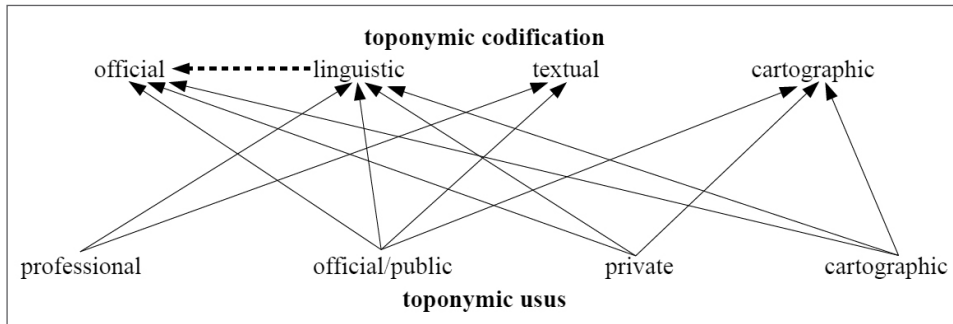 toponymic codification
official linguistic textual cartographic
professional official/public private cartographic
toponymic usus